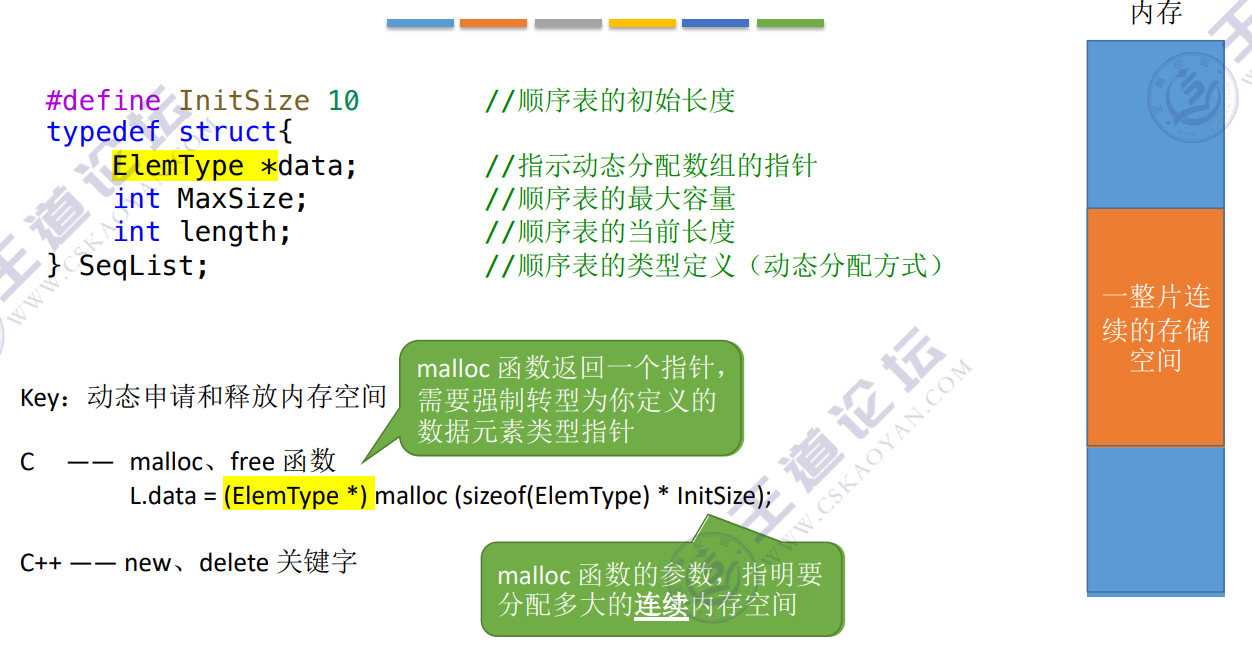 内存
#define InitSize 10 //顺序表的初始长度
typedef struct{
ElemType *data; //指示动态分配数组的指针
int MaxSize; //顺序表的最大容量
int length; //顺序表的当前长度
} SeqList; //顺序表的类型定义（动态分配方式）
一整片连
续的存储
空间
malloc 函数返回一个指针，
需要强制转型为你定义的
数据元素类型指针
Key：动态申请和释放内存空间
C —— malloc、free 函数
L.data = (ElemType *) malloc (sizeof(ElemType) * InitSize);
C++ —— new、delete 关键字
malloc 函数的参数，指明要
分配多大的连续内存空间
王道论坛
WWW.CSKAOYAN.COM
王道论坛
WWW.CSKAOYAN.COM